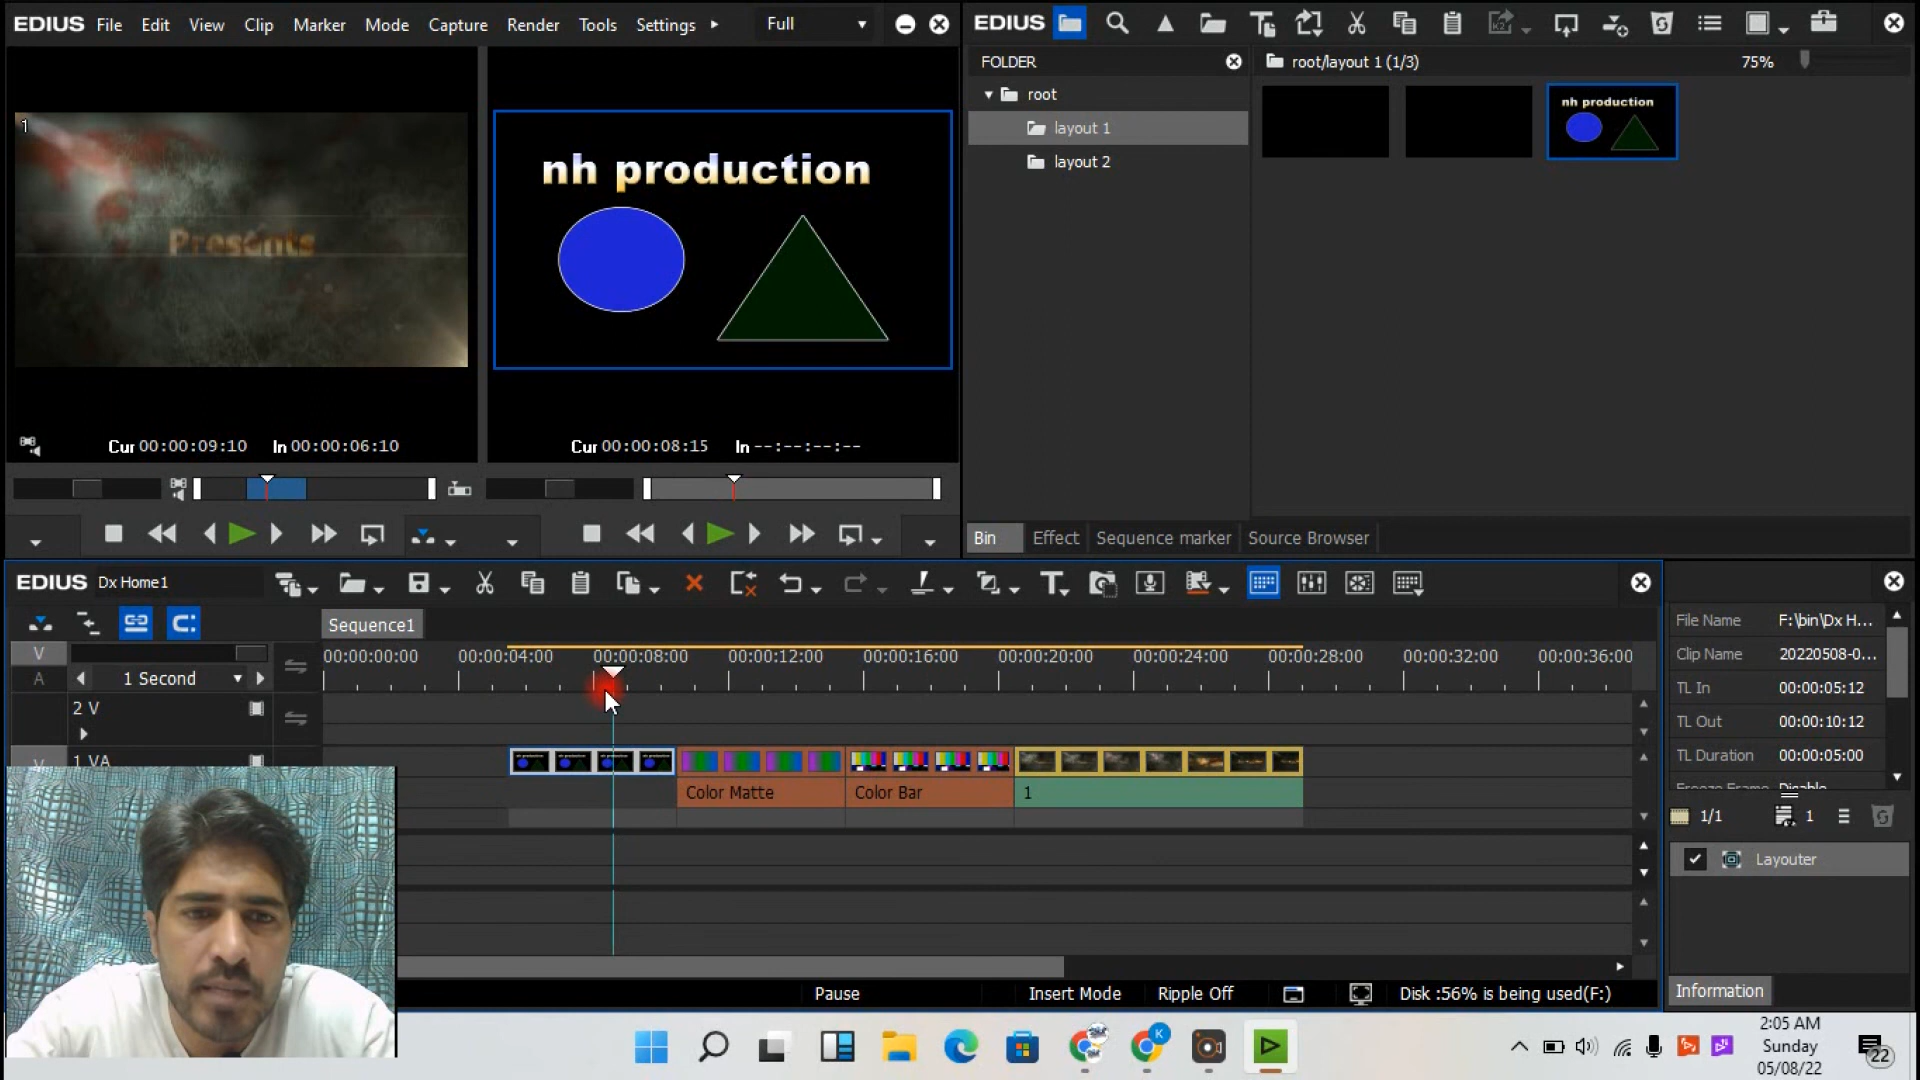 EDIUS File Edit View Clip Marker Mode Capture Render Tools Settings Full
1
Presents
nh production
Cur 00:00:09:10 In 00:00:06:10
Cur 00:00:08:15 In --:--:--:--
EDIUS
FOLDER
root
layout 1
layout 2
root/layout 1 (1/3)
75%
nh production
Bin Effect Sequence marker Source Browser
EDIUS Dx Home1
Sequence1
V
A
1 Second
00:00:00:00 00:00:04:00 00:00:08:00 00:00:12:00 00:00:16:00 00:00:20:00 00:00:24:00 00:00:28:00 00:00:32:00 00:00:36:00
2 V
V 1 VA
Color Matte Color Bar 1
Pause Insert Mode Ripple Off Disk :56% is being used(F:)
File Name F:\bin\Dx H...
Clip Name 20220508-0...
TL In 00:00:05:12
TL Out 00:00:10:12
TL Duration 00:00:05:00
Freeze Frame Disable
1/1 1
Layouter
Information
K
2:05 AM
Sunday
05/08/22
22